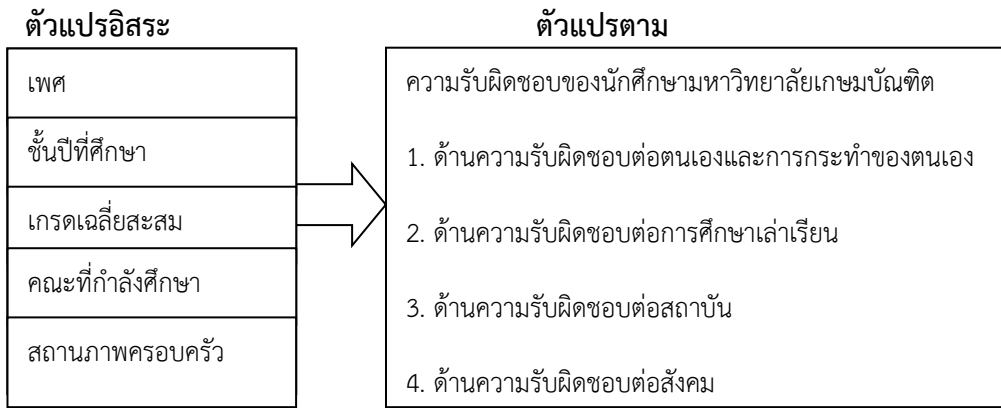 ตัวแปรอิสระ
เพศ
ชั้นปีที่ศึกษา
เกรดเฉลี่ยสะสม
คณะที่กำลังศึกษา
สถานภาพครอบครัว
ตัวแปรตาม
ความรับผิดชอบของนักศึกษามหาวิทยาลัยเกษมบัณฑิต
1. ด้านความรับผิดชอบต่อตนเองและการกระทำของตนเอง
2. ด้านความรับผิดชอบต่อการศึกษาเล่าเรียน
3. ด้านความรับผิดชอบต่อสถาบัน
4. ด้านความรับผิดชอบต่อสังคม